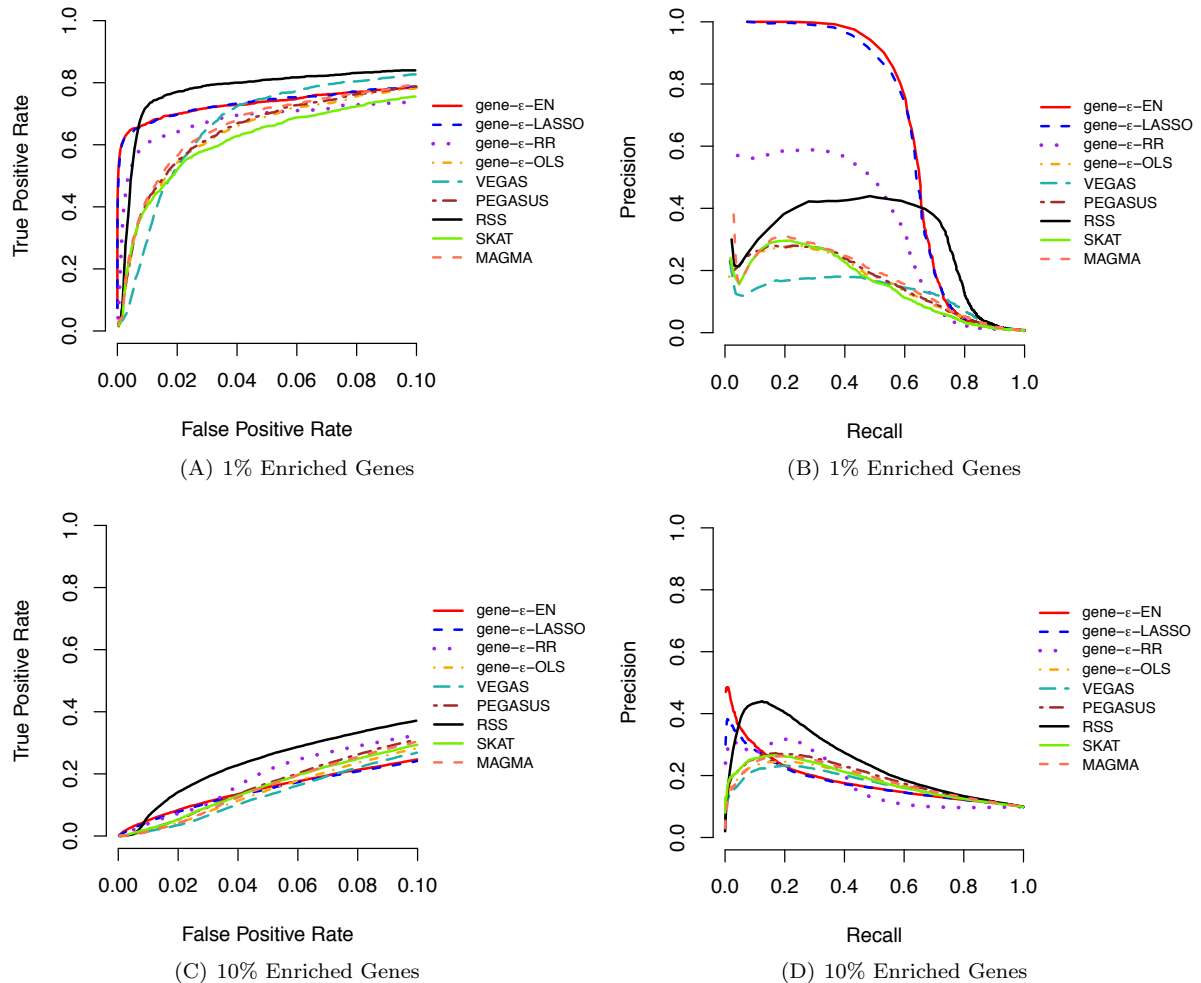 True Positive Rate
0.0 0.2 0.4 0.6 0.8 1.0
0.00 0.02 0.04 0.06 0.08 0.10
False Positive Rate
gene-ε-EN
gene-ε-LASSO
gene-ε-RR
gene-ε-OLS
VEGAS
PEGASUS
RSS
SKAT
MAGMA
(A) 1% Enriched Genes
Precision
0.0 0.2 0.4 0.6 0.8 1.0
0.0 0.2 0.4 0.6 0.8 1.0
Recall
gene-ε-EN
gene-ε-LASSO
gene-ε-RR
gene-ε-OLS
VEGAS
PEGASUS
RSS
SKAT
MAGMA
(B) 1% Enriched Genes
True Positive Rate
0.0 0.2 0.4 0.6 0.8 1.0
0.00 0.02 0.04 0.06 0.08 0.10
False Positive Rate
gene-ε-EN
gene-ε-LASSO
gene-ε-RR
gene-ε-OLS
VEGAS
PEGASUS
RSS
SKAT
MAGMA
(C) 10% Enriched Genes
Precision
0.0 0.2 0.4 0.6 0.8 1.0
0.0 0.2 0.4 0.6 0.8 1.0
Recall
gene-ε-EN
gene-ε-LASSO
gene-ε-RR
gene-ε-OLS
VEGAS
PEGASUS
RSS
SKAT
MAGMA
(D) 10% Enriched Genes